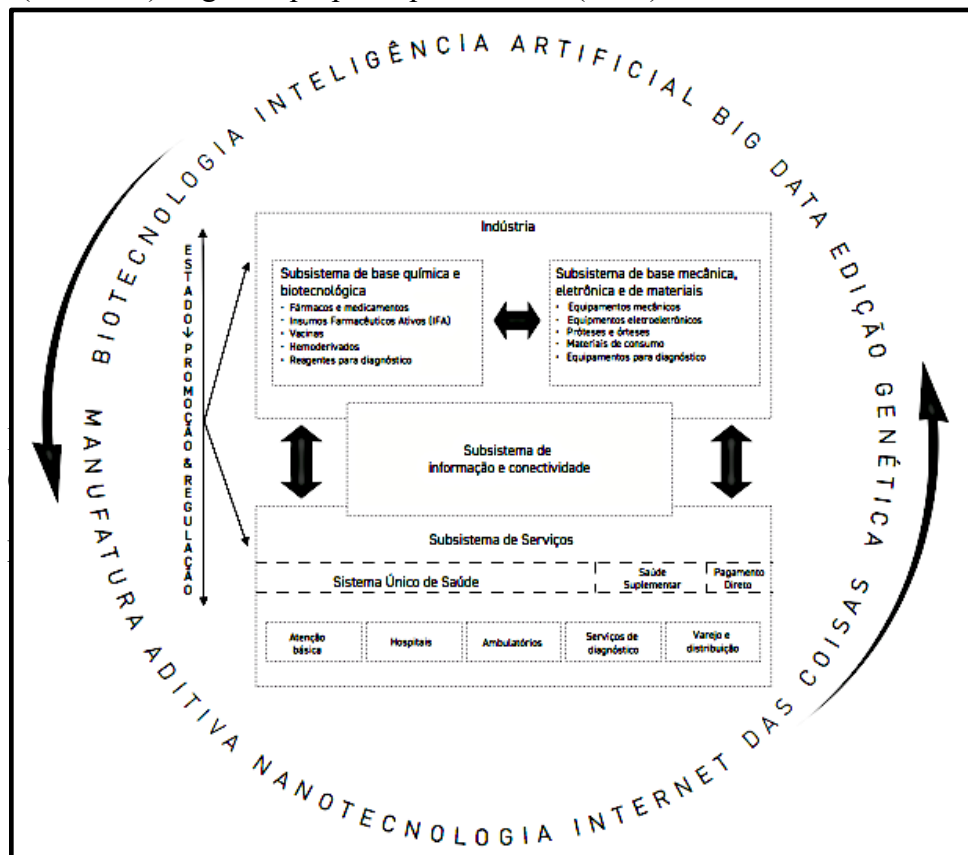 BIOTECNOLOGIA INTELIGÊNCIA ARTIFICIAL BIG DATA EDIÇÃO GENÉTICA
MANUFATURA ADITIVA NANOTECNOLOGIA INTERNET DAS COISAS
ESTADO PROMOÇÃO & REGULAÇÃO
Indústria
Subsistema de base química e
biotecnológica
• Fármacos e medicamentos
• Insumos Farmacêuticos Ativos (IFA)
• Vacinas
• Hemoderivados
• Reagentes para diagnóstico
Subsistema de base mecânica,
eletrônica e de materiais
• Equipamentos mecânicos
• Equipmentos eletroeletrônicos
• Próteses e órteses
• Materiais de consumo
• Equipamentos para diagnóstico
Subsistema de
informação e conectividade
Subsistema de Serviços
Sistema Único de Saúde
Saúde
Suplementar
Pagamento
Direto
Atenção
básica
Hospitais
Ambulatórios
Serviços de
diagnóstico
Varejo e
distribuição